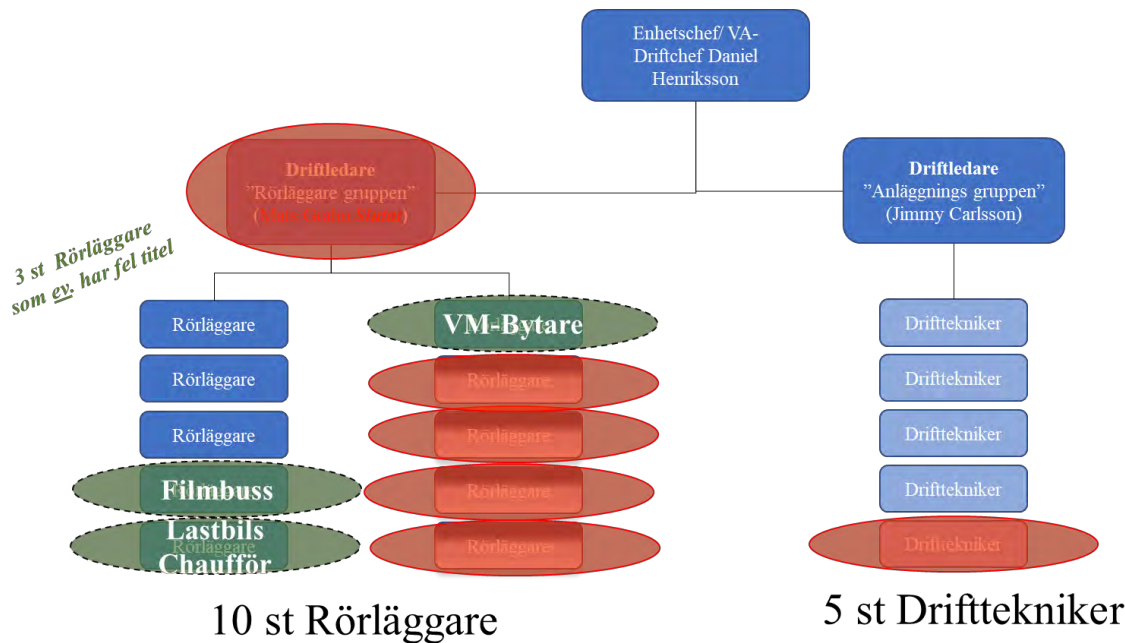 Enhetschef/ VA-
Driftchef Daniel
Henriksson
Driftledare
”Rörläggare gruppen”
Driftledare
”Anläggnings gruppen”
(Jimmy Carlsson)
3 st Rörläggare
som ev. har fel titel
Rörläggare
Rörläggare
Rörläggare
Filmbuss
Lastbils
Rörläggare
Chaufför
VM-Bytare
Rörläggare
Rörläggare
Rörläggare
Rörläggare
Drifttekniker
Drifttekniker
Drifttekniker
Drifttekniker
Drifttekniker
10 st Rörläggare
5 st Drifttekniker